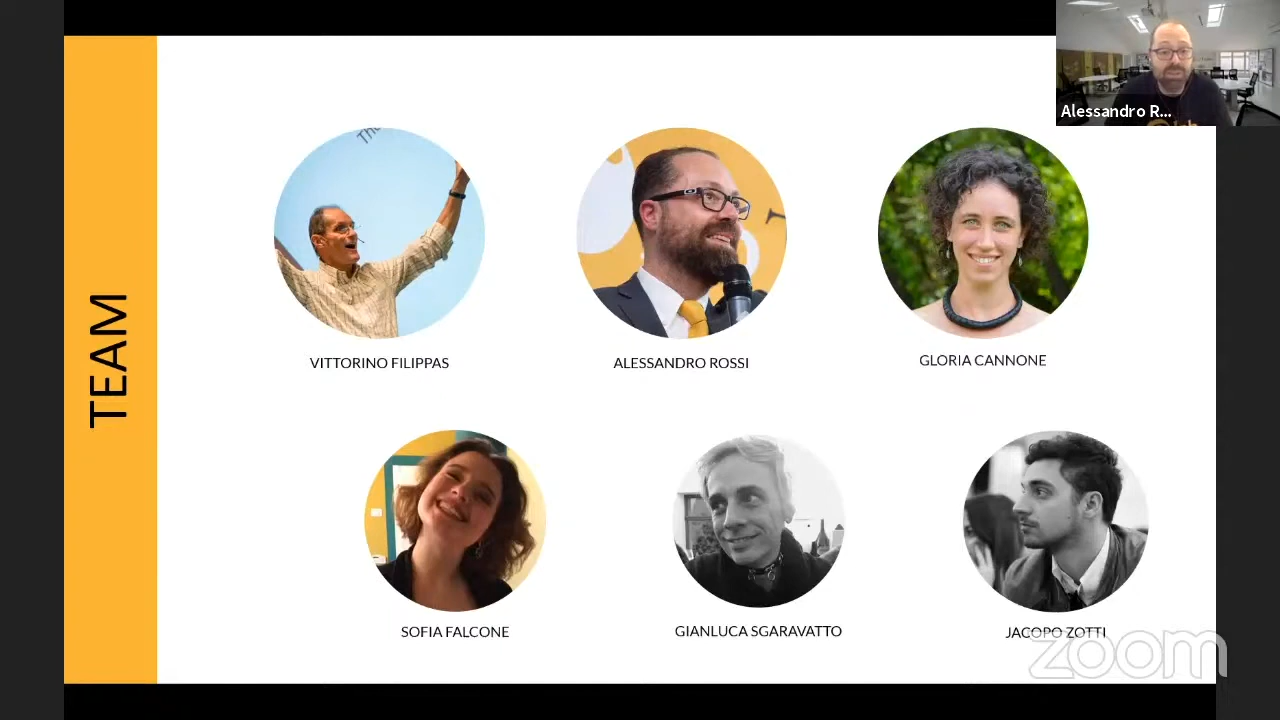 Alessandro R...
TEAM
VITTORINO FILIPPAS
ALESSANDRO ROSSI
GLORIA CANNONE
SOFIA FALCONE
GIANLUCA SGARAVATTO
JACOPO ZOTTI
zoom